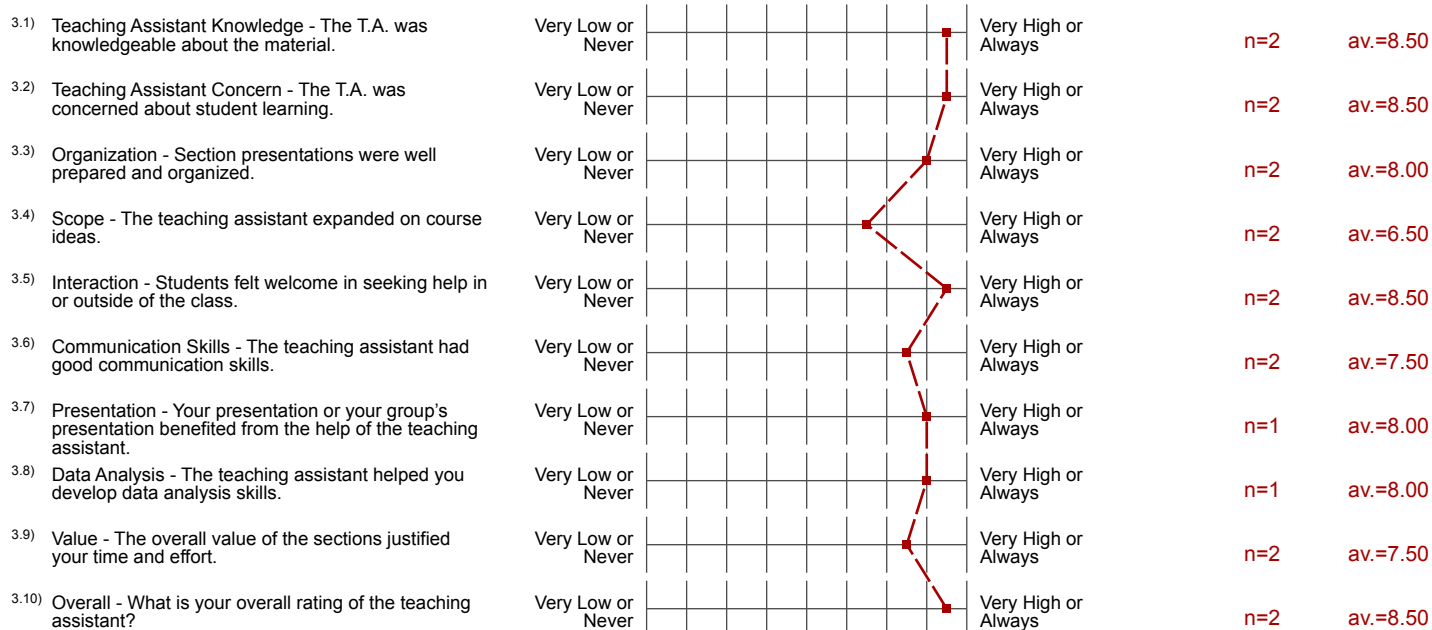 3.1) Teaching Assistant Knowledge - The T.A. was Very Low or Very High or
knowledgeable about the material. Never Always n=2 av.=8.50
3.2) Teaching Assistant Concern - The T.A. was Very Low or Very High or
concerned about student learning. Never Always n=2 av.=8.50
3.3) Organization - Section presentations were well Very Low or Very High or
prepared and organized. Never Always n=2 av.=8.00
3.4) Scope - The teaching assistant expanded on course Very Low or Very High or
ideas. Never Always n=2 av.=6.50
3.5) Interaction - Students felt welcome in seeking help in Very Low or Very High or
or outside of the class. Never Always n=2 av.=8.50
3.6) Communication Skills - The teaching assistant had Very Low or Very High or
good communication skills. Never Always n=2 av.=7.50
3.7) Presentation - Your presentation or your group's Very Low or Very High or
presentation benefited from the help of the teaching Never Always n=1 av.=8.00
assistant.
3.8) Data Analysis - The teaching assistant helped you Very Low or Very High or
develop data analysis skills. Never Always n=1 av.=8.00
3.9) Value - The overall value of the sections justified Very Low or Very High or
your time and effort. Never Always n=2 av.=7.50
3.10) Overall - What is your overall rating of the teaching Very Low or Very High or
assistant? Never Always n=2 av.=8.50